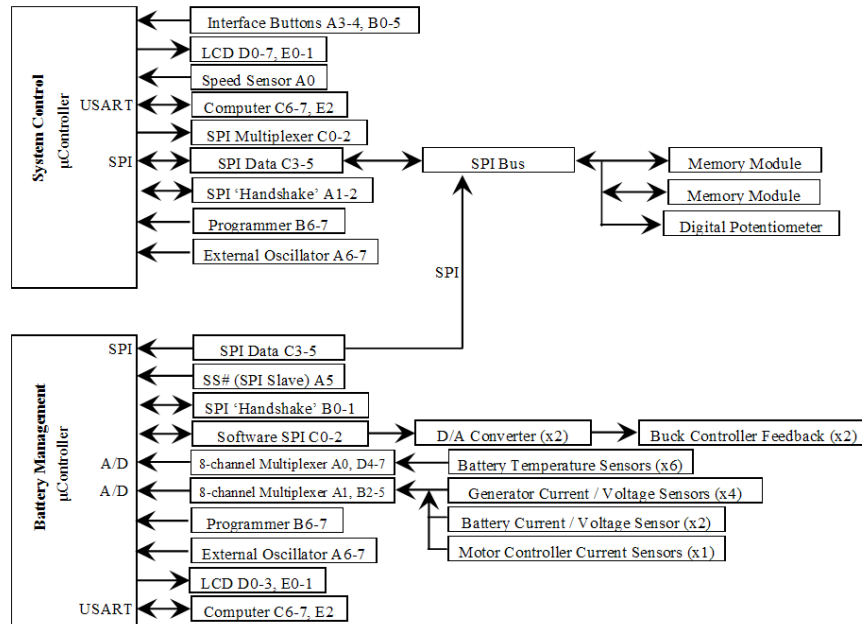 Interface Buttons A3-4, B0-5
LCD D0-7, E0-1
Speed Sensor A0
USART Computer C6-7, E2
SPI Multiplexer C0-2
System Control
µController
SPI SPI Data C3-5 SPI Bus Memory Module
SPI ‘Handshake’ A1-2 Memory Module
Programmer B6-7 Digital Potentiometer
External Oscillator A6-7
SPI
SPI SPI Data C3-5
SS# (SPI Slave) A5
SPI ‘Handshake’ B0-1
Software SPI C0-2 D/A Converter (x2) Buck Controller Feedback (x2)
Battery Management
µController
A/D 8-channel Multiplexer A0, D4-7 Battery Temperature Sensors (x6)
A/D 8-channel Multiplexer A1, B2-5 Generator Current / Voltage Sensors (x4)
Programmer B6-7 Battery Current / Voltage Sensor (x2)
External Oscillator A6-7 Motor Controller Current Sensors (x1)
LCD D0-3, E0-1
USART Computer C6-7, E2